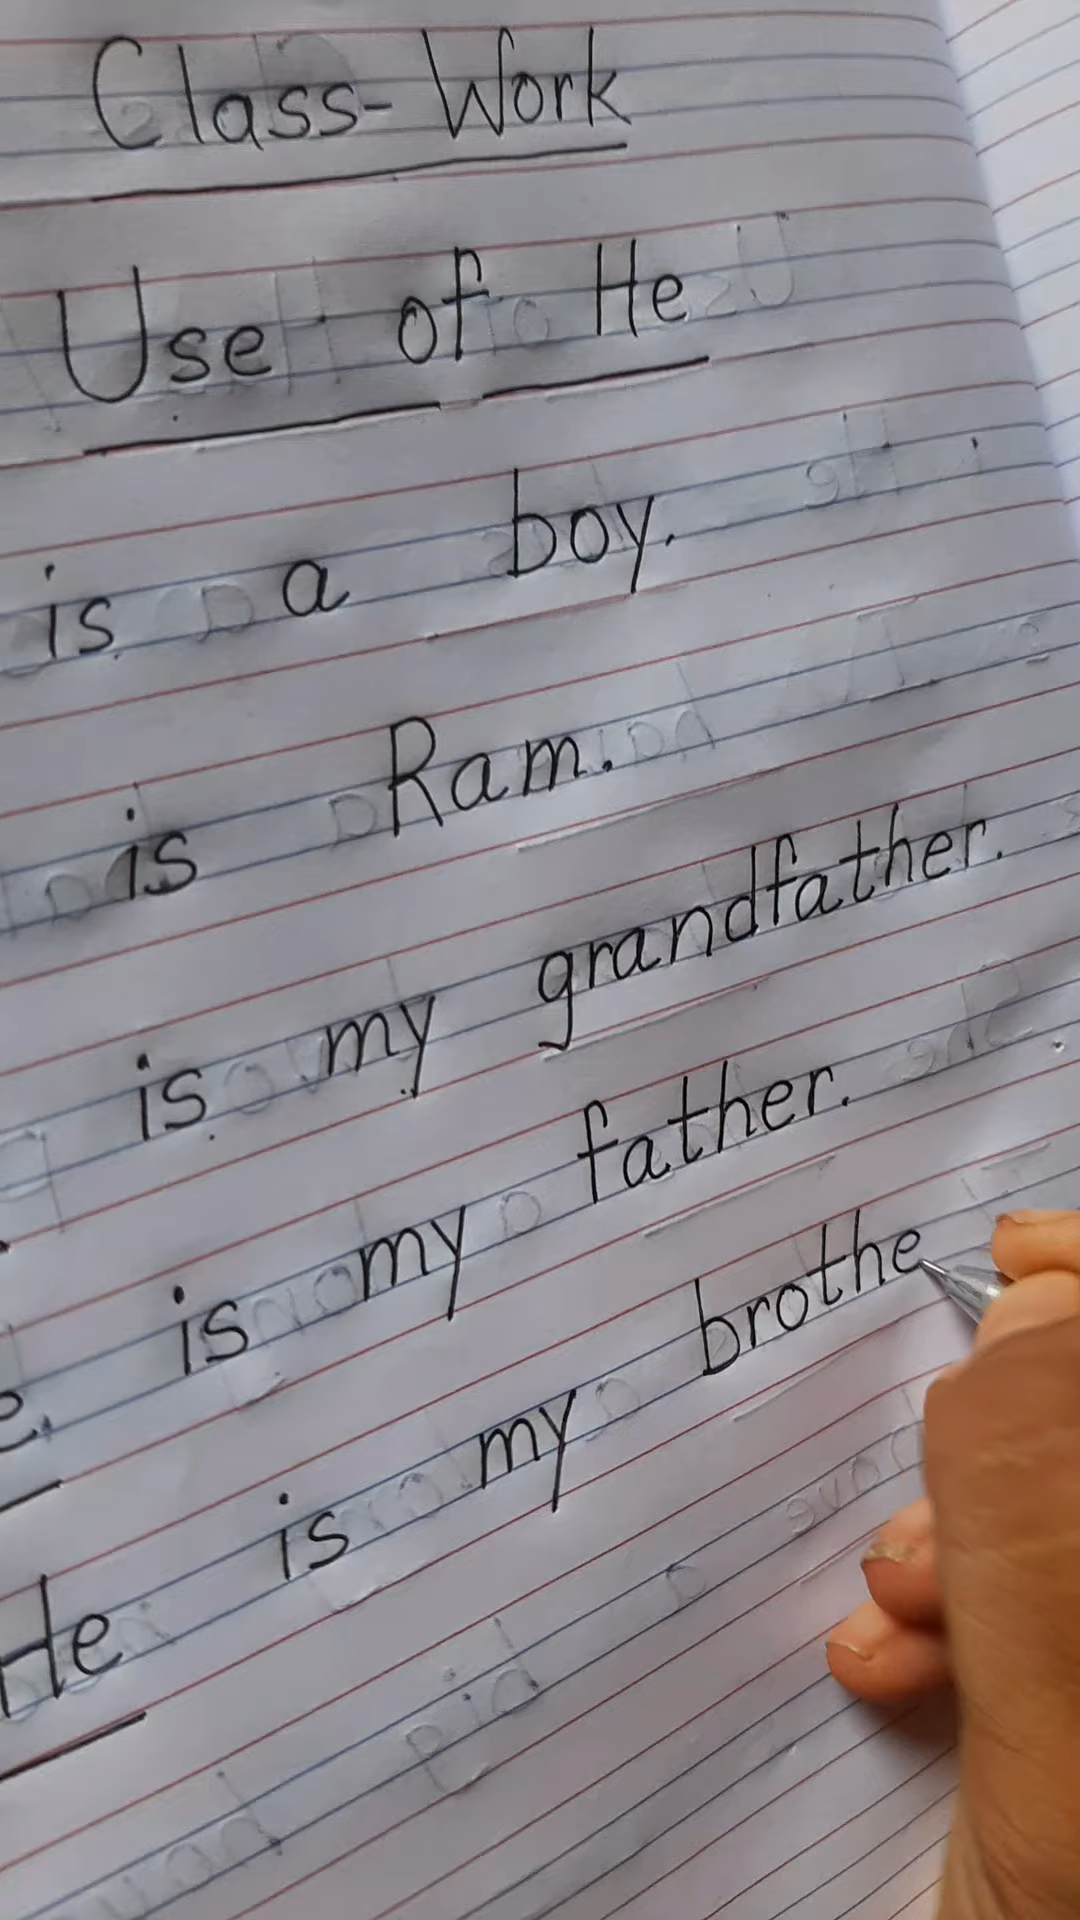 Class-Work
Use of He
is a boy.
is Ram.
is my grandfather.
is my father.
He is my brothe